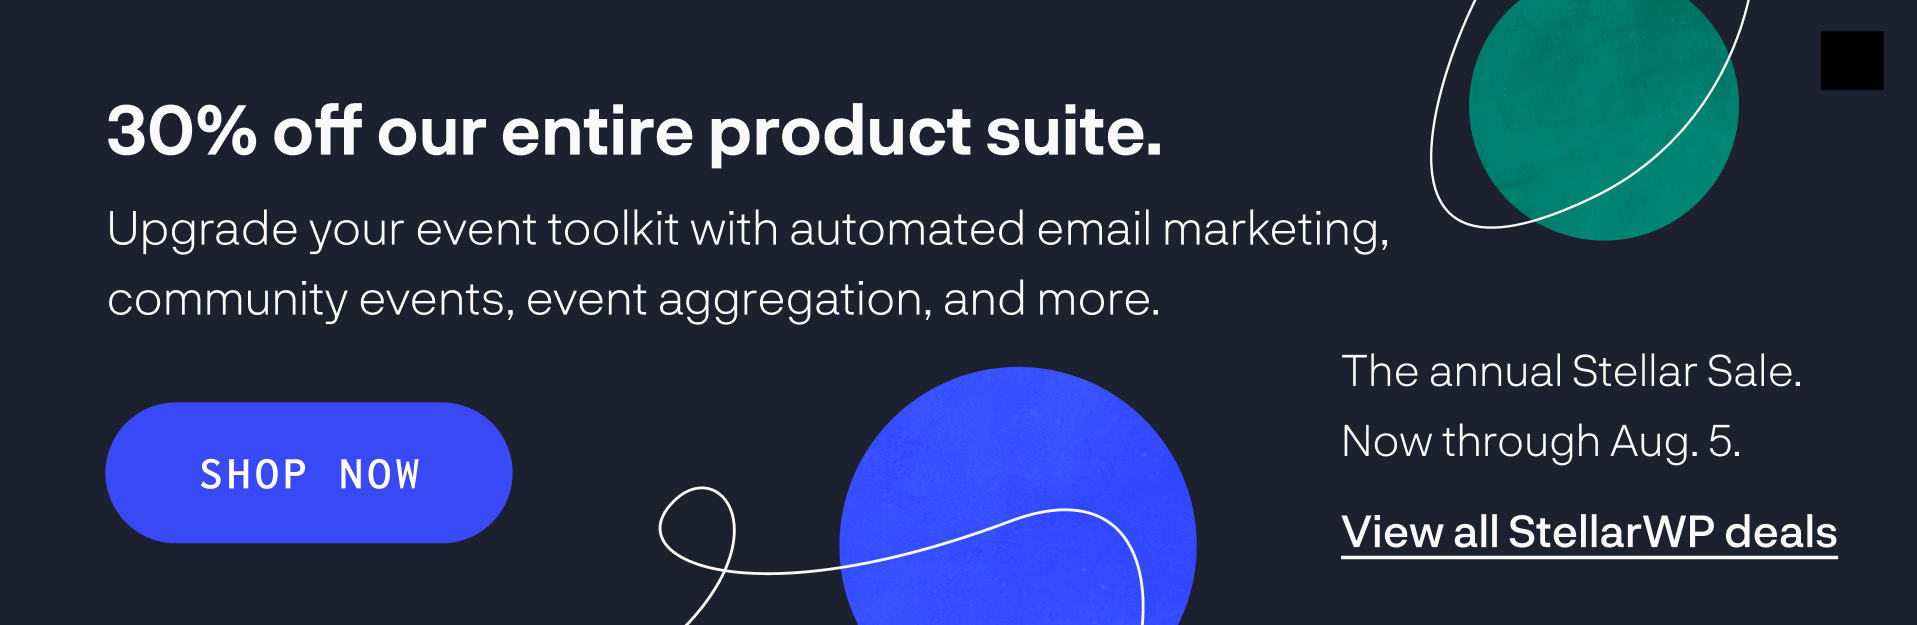 30% off our entire product suite.
Upgrade your event toolkit with automated email marketing,
community events, event aggregation, and more.
SHOP NOW
The annual Stellar Sale.
Now through Aug. 5.
View all StellarWP deals